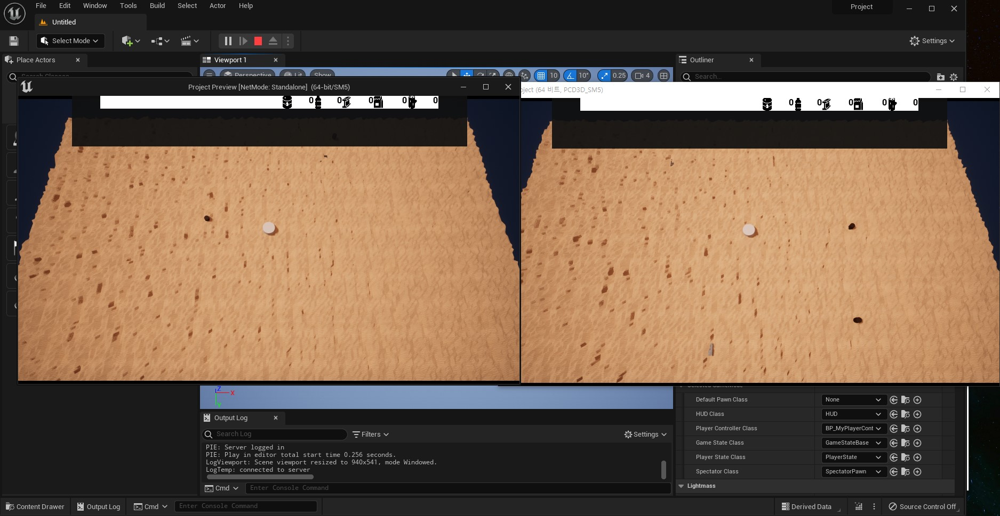 File Edit Window Tools Build Select Actor Help
Project
Untitled
Select Mode
Settings
Place Actors
Viewport 1
Outliner
Search Classes
Perspective Lit Show
10 10° 0.25 4
Search...
Project Preview [NetMode: Standalone] (64-bit/SM5)
0 0 0 0 0
(64 비트, PCD3D_SM5)
0 0 0 0 0
Z
X
Y
Output Log
Search Log
Filters
Settings
PIE: Server logged in
PIE: Play in editor total start time 0.256 seconds.
LogViewport: Scene viewport resized to 940x541, mode Windowed.
LogTemp: connected to server
Cmd
Enter Console Command
Selected GameMode
Default Pawn Class
None
HUD Class
HUD
Player Controller Class
BP_MyPlayerCont
Game State Class
GameStateBase
Player State Class
PlayerState
Spectator Class
SpectatorPawn
Lightmass
Content Drawer
Output Log
Cmd
Enter Console Command
Derived Data
Source Control Off